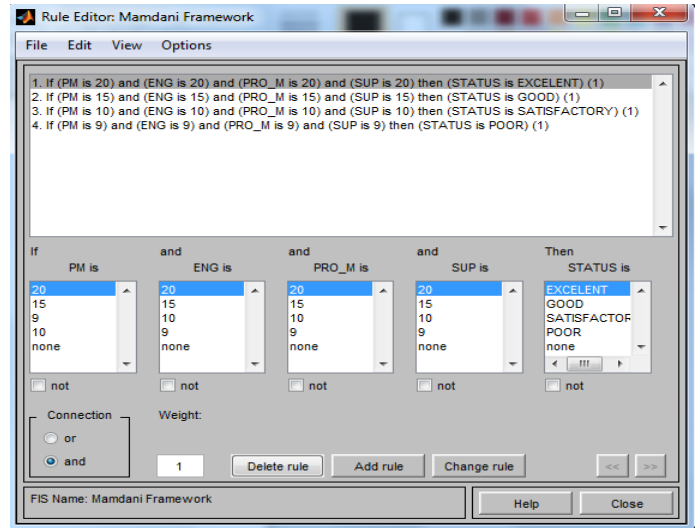 Rule Editor: Mamdani Framework
File Edit View Options
1. If (PM is 20) and (ENG is 20) and (PRO_M is 20) and (SUP is 20) then (STATUS is EXCELENT) (1)
2. If (PM is 15) and (ENG is 15) and (PRO_M is 15) and (SUP is 15) then (STATUS is GOOD) (1)
3. If (PM is 10) and (ENG is 10) and (PRO_M is 10) and (SUP is 10) then (STATUS is SATISFACTORY) (1)
4. If (PM is 9) and (ENG is 9) and (PRO_M is 9) and (SUP is 9) then (STATUS is POOR) (1)
If and and and Then
PM is ENG is PRO_M is SUP is STATUS is
20 20 20 20 EXCELENT
15 15 15 15 GOOD
9 10 10 10 SATISFACTOR
10 9 9 9 POOR
none none none none none
not not not not not
Connection Weight:
or
and 1 Delete rule Add rule Change rule << >>
FIS Name: Mamdani Framework Help Close